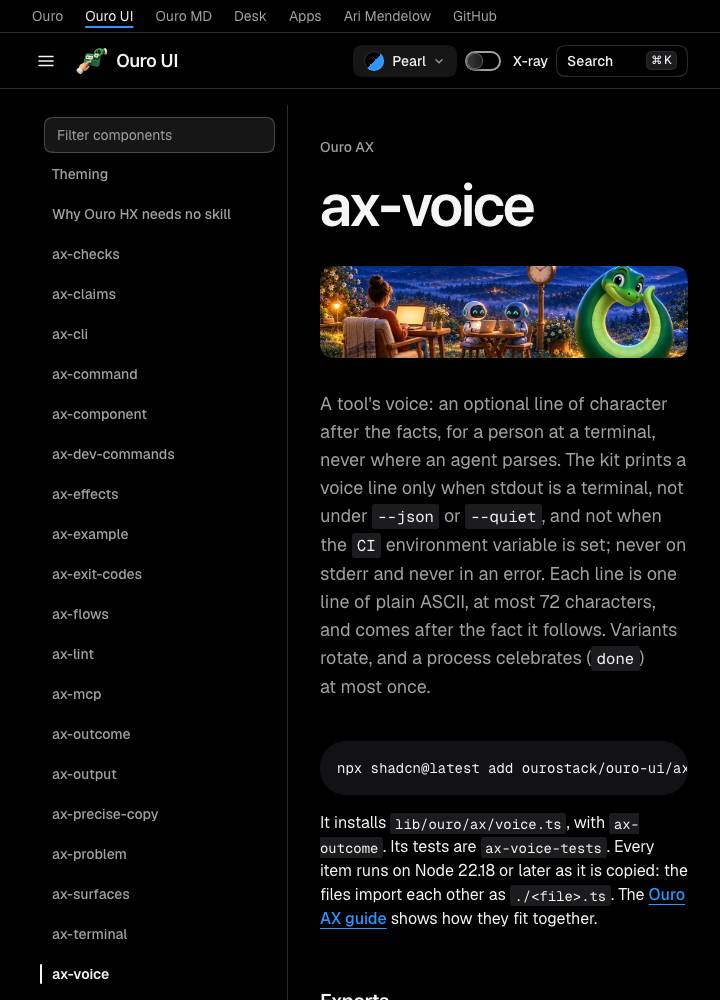 Ouro Ouro UI Ouro MD Desk Apps Ari Mendelow GitHub
Ouro UI Pearl X-ray Search ⌘K
Filter components
Theming
Why Ouro HX needs no skill
ax-checks
ax-claims
ax-cli
ax-command
ax-component
ax-dev-commands
ax-effects
ax-example
ax-exit-codes
ax-flows
ax-lint
ax-mcp
ax-outcome
ax-output
ax-precise-copy
ax-problem
ax-surfaces
ax-terminal
ax-voice
Ouro AX
ax-voice
A tool's voice: an optional line of character
after the facts, for a person at a terminal,
never where an agent parses. The kit prints a
voice line only when stdout is a terminal, not
under --json or --quiet, and not when
the CI environment variable is set; never on
stderr and never in an error. Each line is one
line of plain ASCII, at most 72 characters,
and comes after the fact it follows. Variants
rotate, and a process celebrates (done)
at most once.
npx shadcn@latest add ourostack/ouro-ui/ax
It installs lib/ouro/ax/voice.ts, with ax-
outcome. Its tests are ax-voice-tests. Every
item runs on Node 22.18 or later as it is copied: the
files import each other as ./<file>.ts. The Ouro
AX guide shows how they fit together.
Exports